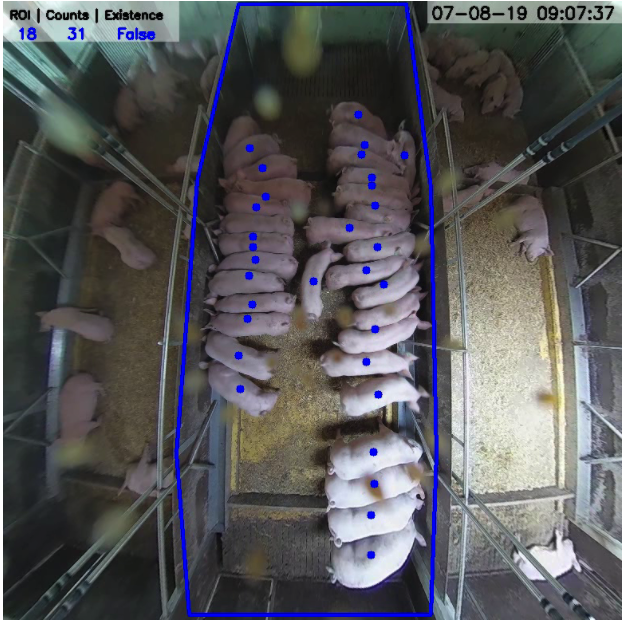 ROI | Counts | Existence
18 31 False
07-08-19 09:07:37